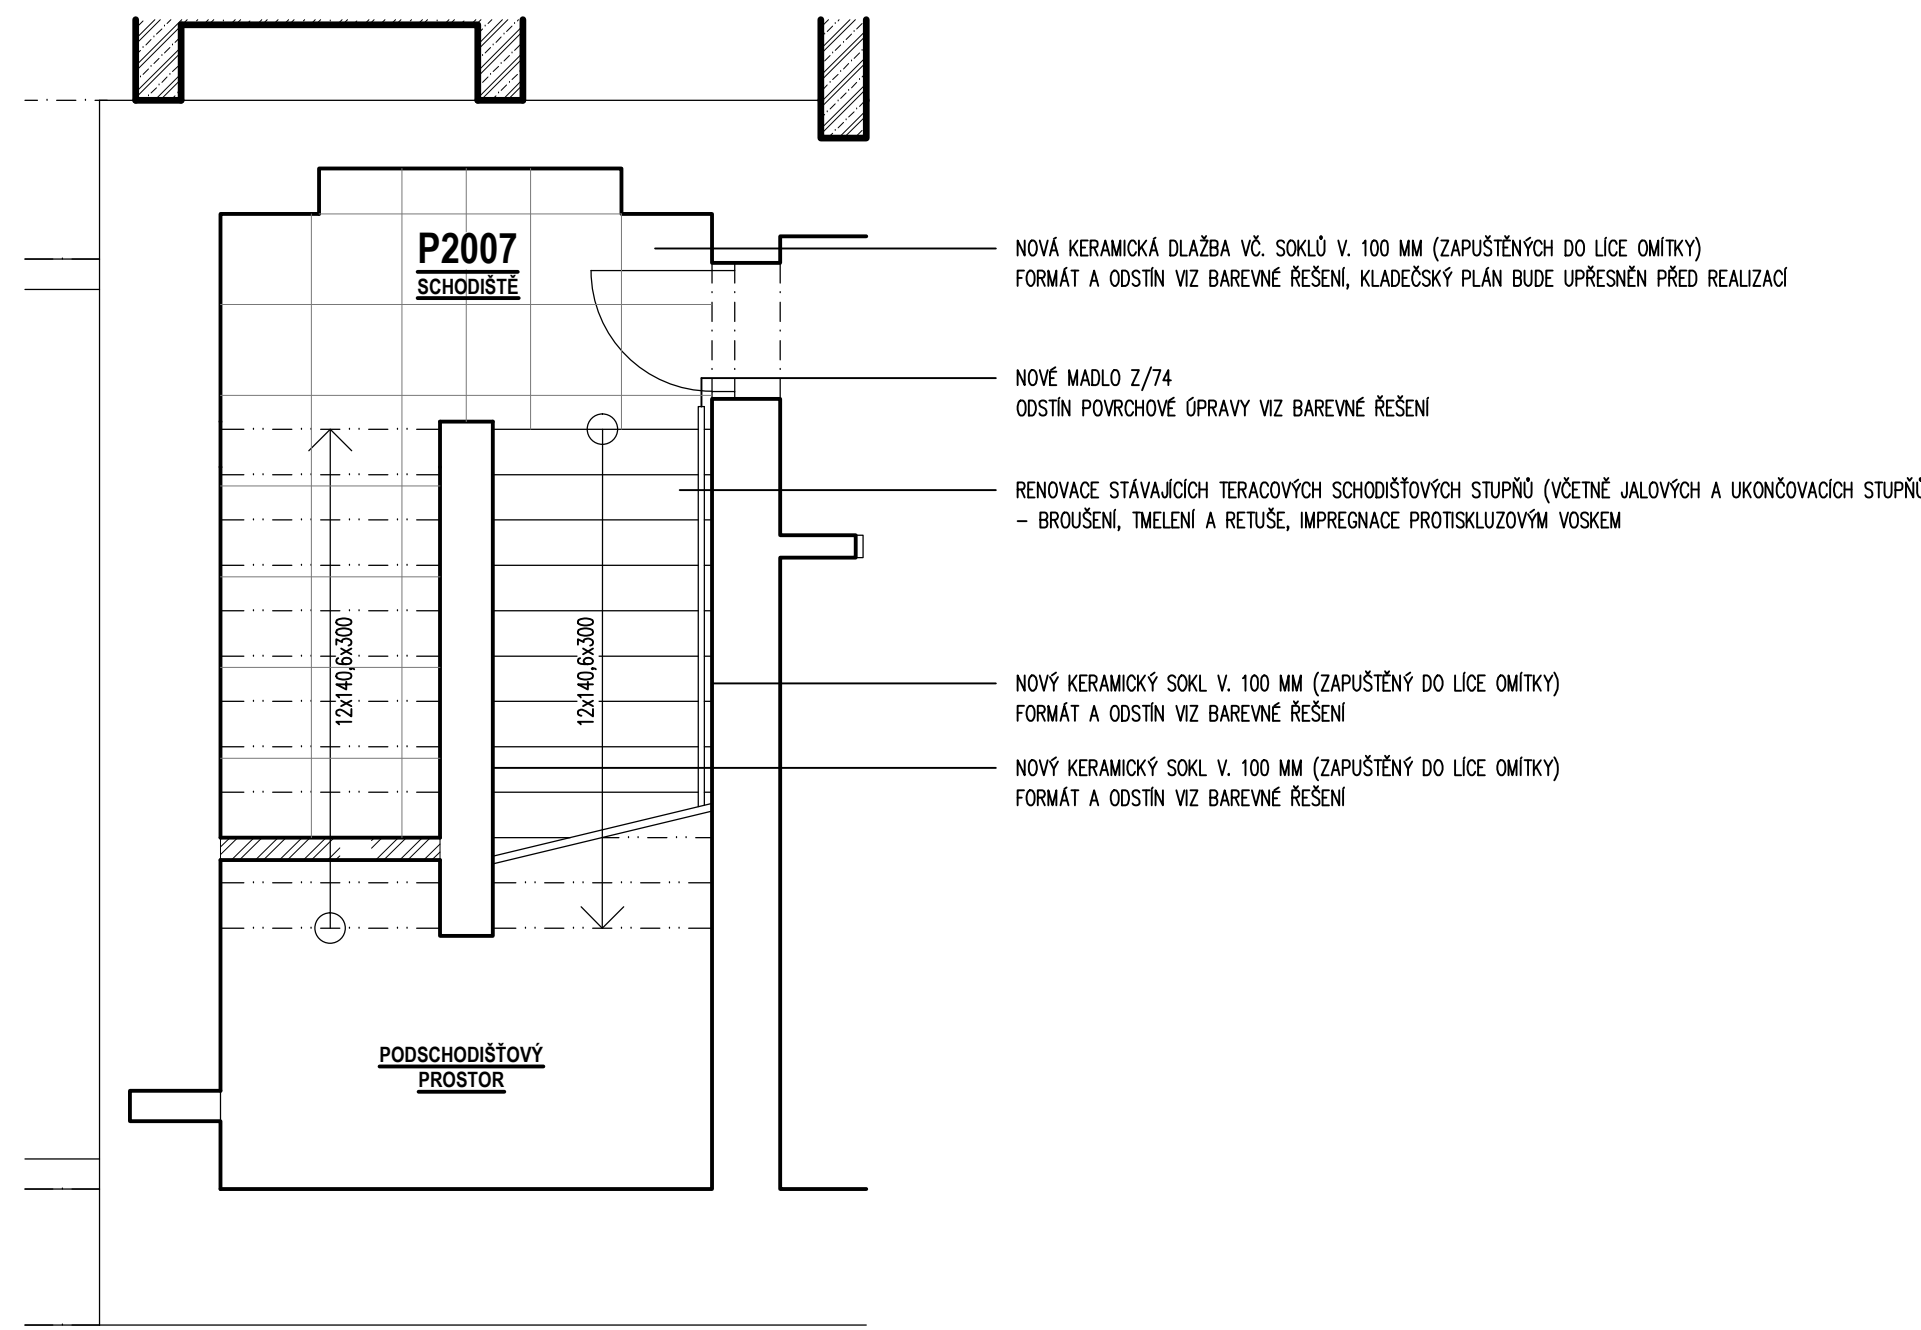 P2007
SCHODIŠTĚ
NOVÁ KERAMICKÁ DLAŽBA VČ. SOKLŮ V. 100 MM (ZAPUŠTĚNÝCH DO LÍCE OMÍTKY)
FORMÁT A ODSTÍN VIZ BAREVNÉ ŘEŠENÍ, KLADEČSKÝ PLÁN BUDE UPŘESNĚN PŘED REALIZACÍ
NOVÉ MADLO Z/74
ODSTÍN POVRCHOVÉ ÚPRAVY VIZ BAREVNÉ ŘEŠENÍ
RENOVACE STÁVAJÍCÍCH TERACOVÝCH SCHODIŠŤOVÝCH STUPŇŮ (VČETNĚ JALOVÝCH A UKONČOVACÍCH STUPŇŮ
– BROUŠENÍ, TMELENÍ A RETUŠE, IMPREGNACE PROTISKLUZOVÝM VOSKEM
12x140,6x300
12x140,6x300
NOVÝ KERAMICKÝ SOKL V. 100 MM (ZAPUŠTĚNÝ DO LÍCE OMÍTKY)
FORMÁT A ODSTÍN VIZ BAREVNÉ ŘEŠENÍ
NOVÝ KERAMICKÝ SOKL V. 100 MM (ZAPUŠTĚNÝ DO LÍCE OMÍTKY)
FORMÁT A ODSTÍN VIZ BAREVNÉ ŘEŠENÍ
PODSCHODIŠŤOVÝ
PROSTOR